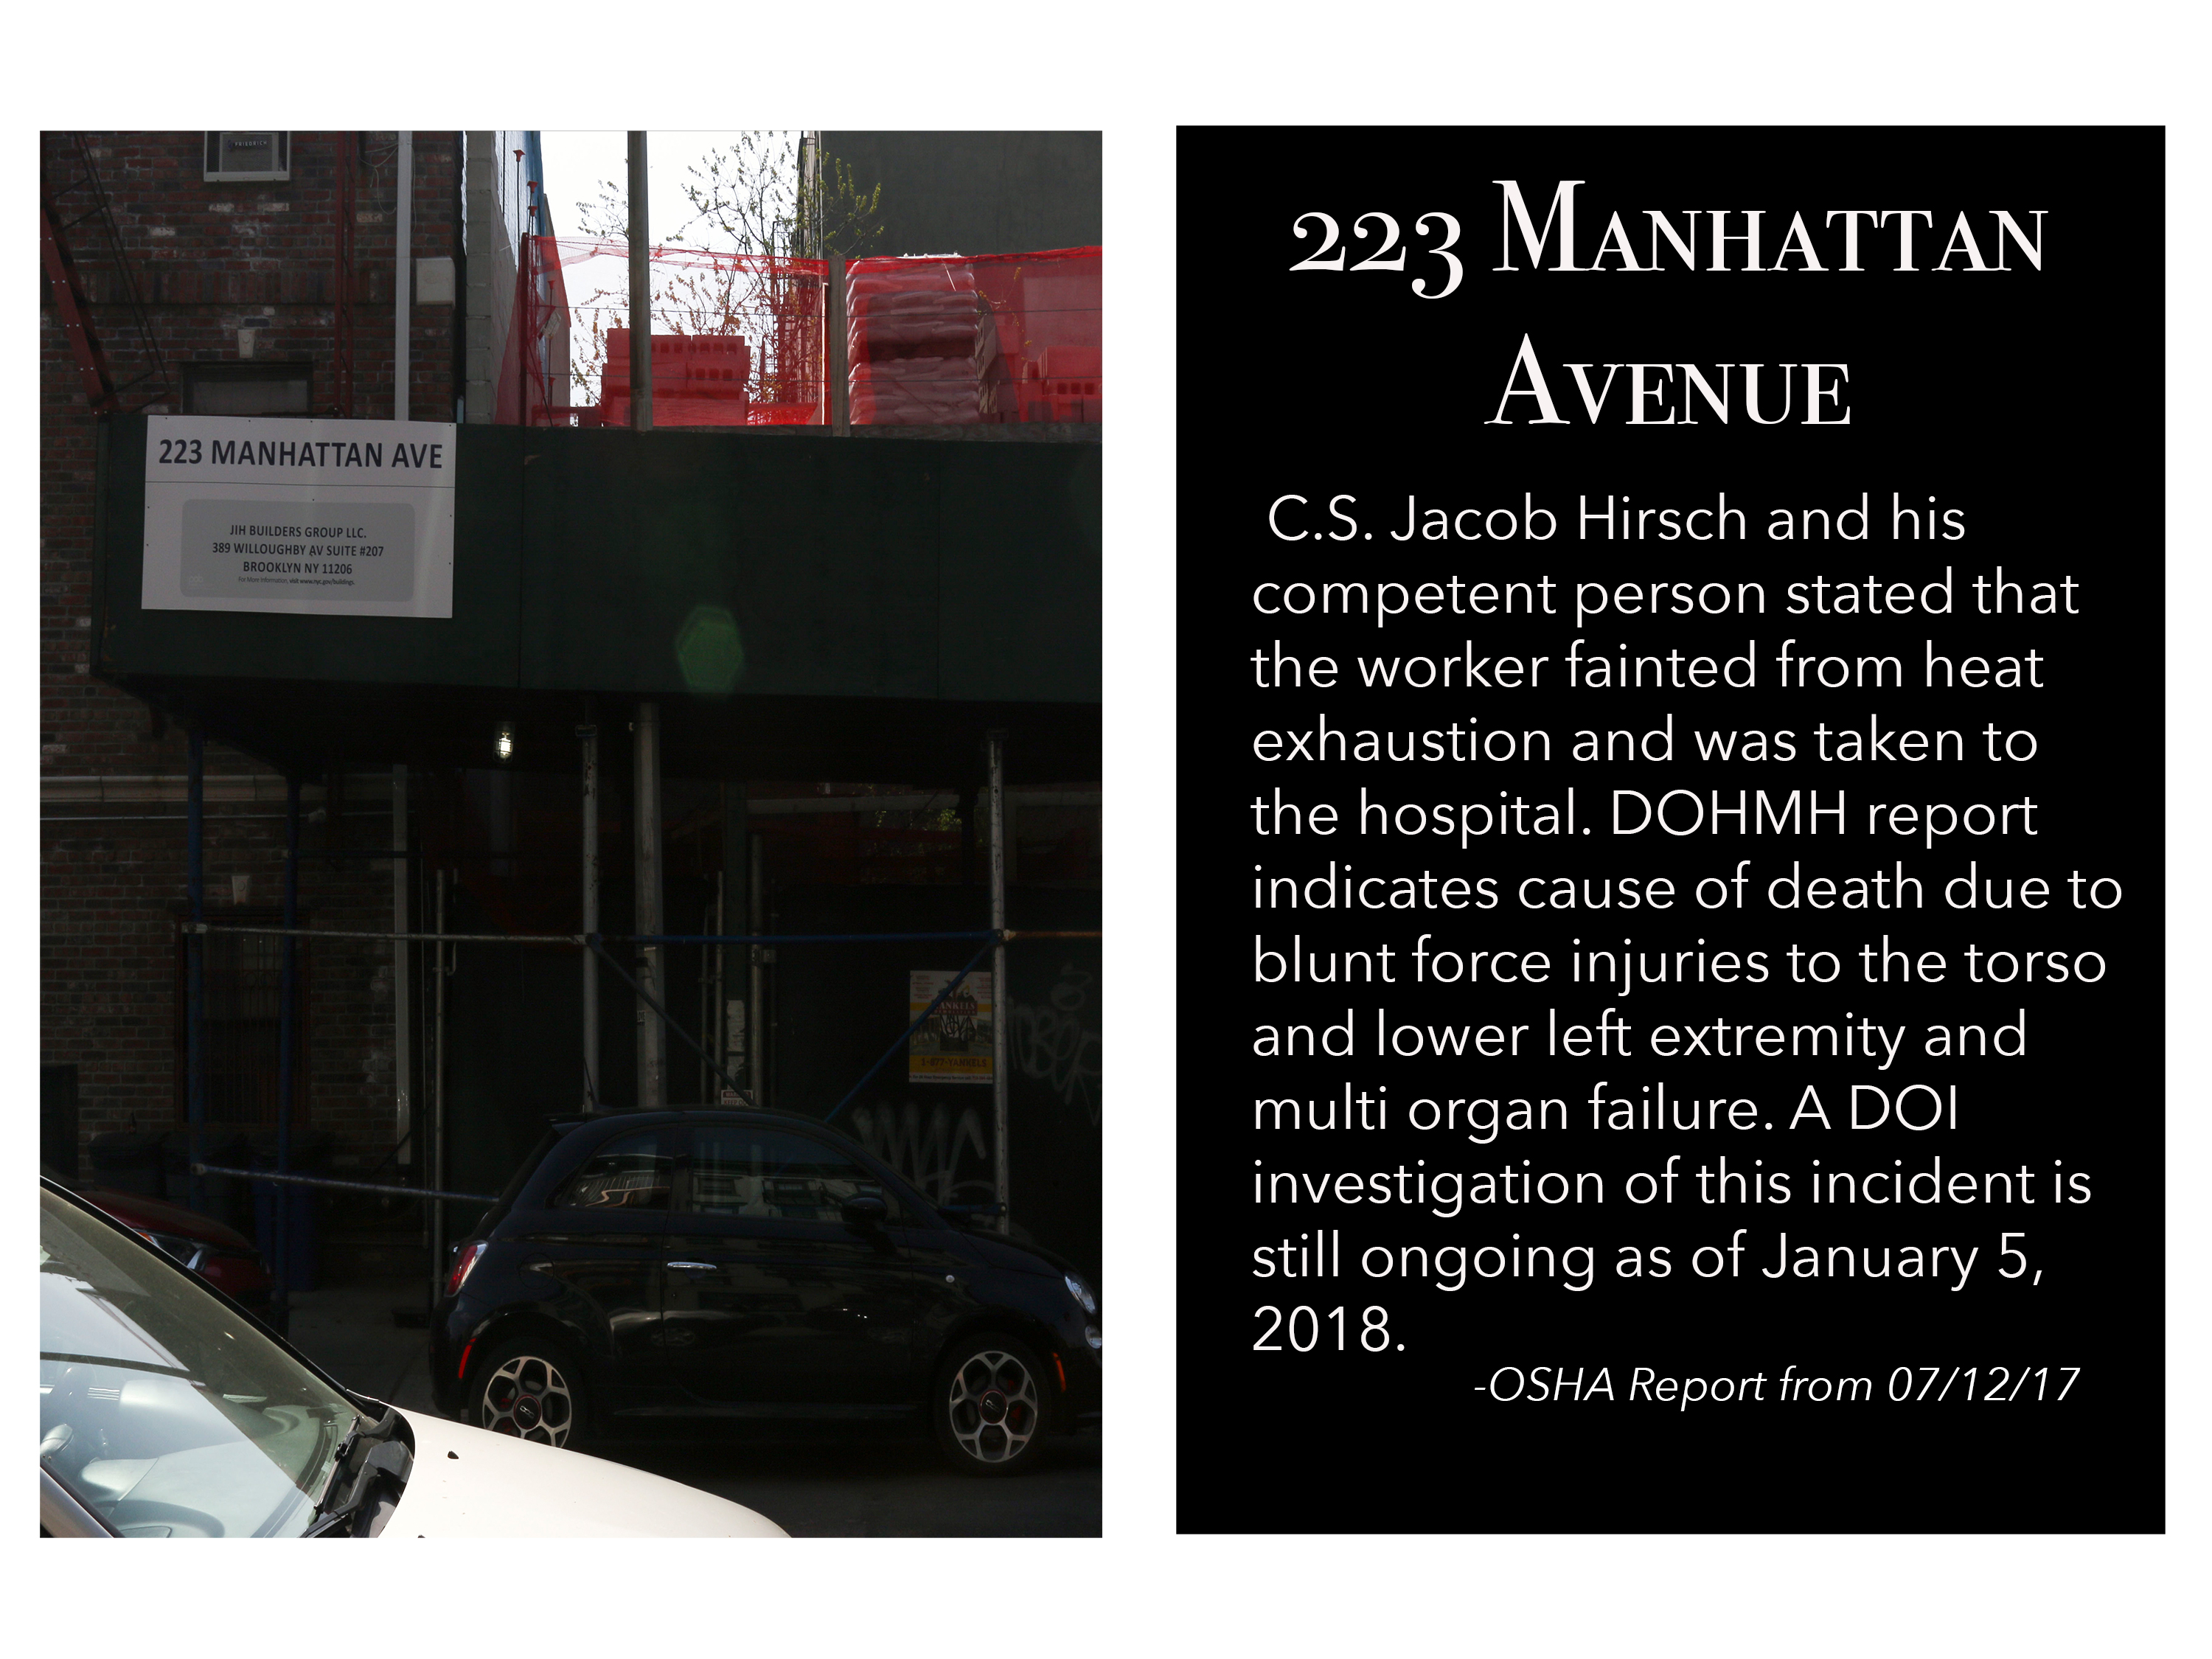 FRIEDRICH
223 MANHATTAN AVE
JIH BUILDERS GROUP LLC.
389 WILLOUGHBY AV SUITE #207
BROOKLYN NY 11206
For More Information, visit www.nyc.gov/buildings.
1-877-YANKEES
223 Manhattan
Avenue
C.S. Jacob Hirsch and his
competent person stated that
the worker fainted from heat
exhaustion and was taken to
the hospital. DOHMH report
indicates cause of death due to
blunt force injuries to the torso
and lower left extremity and
multi organ failure. A DOI
investigation of this incident is
still ongoing as of January 5,
2018.
-OSHA Report from 07/12/17